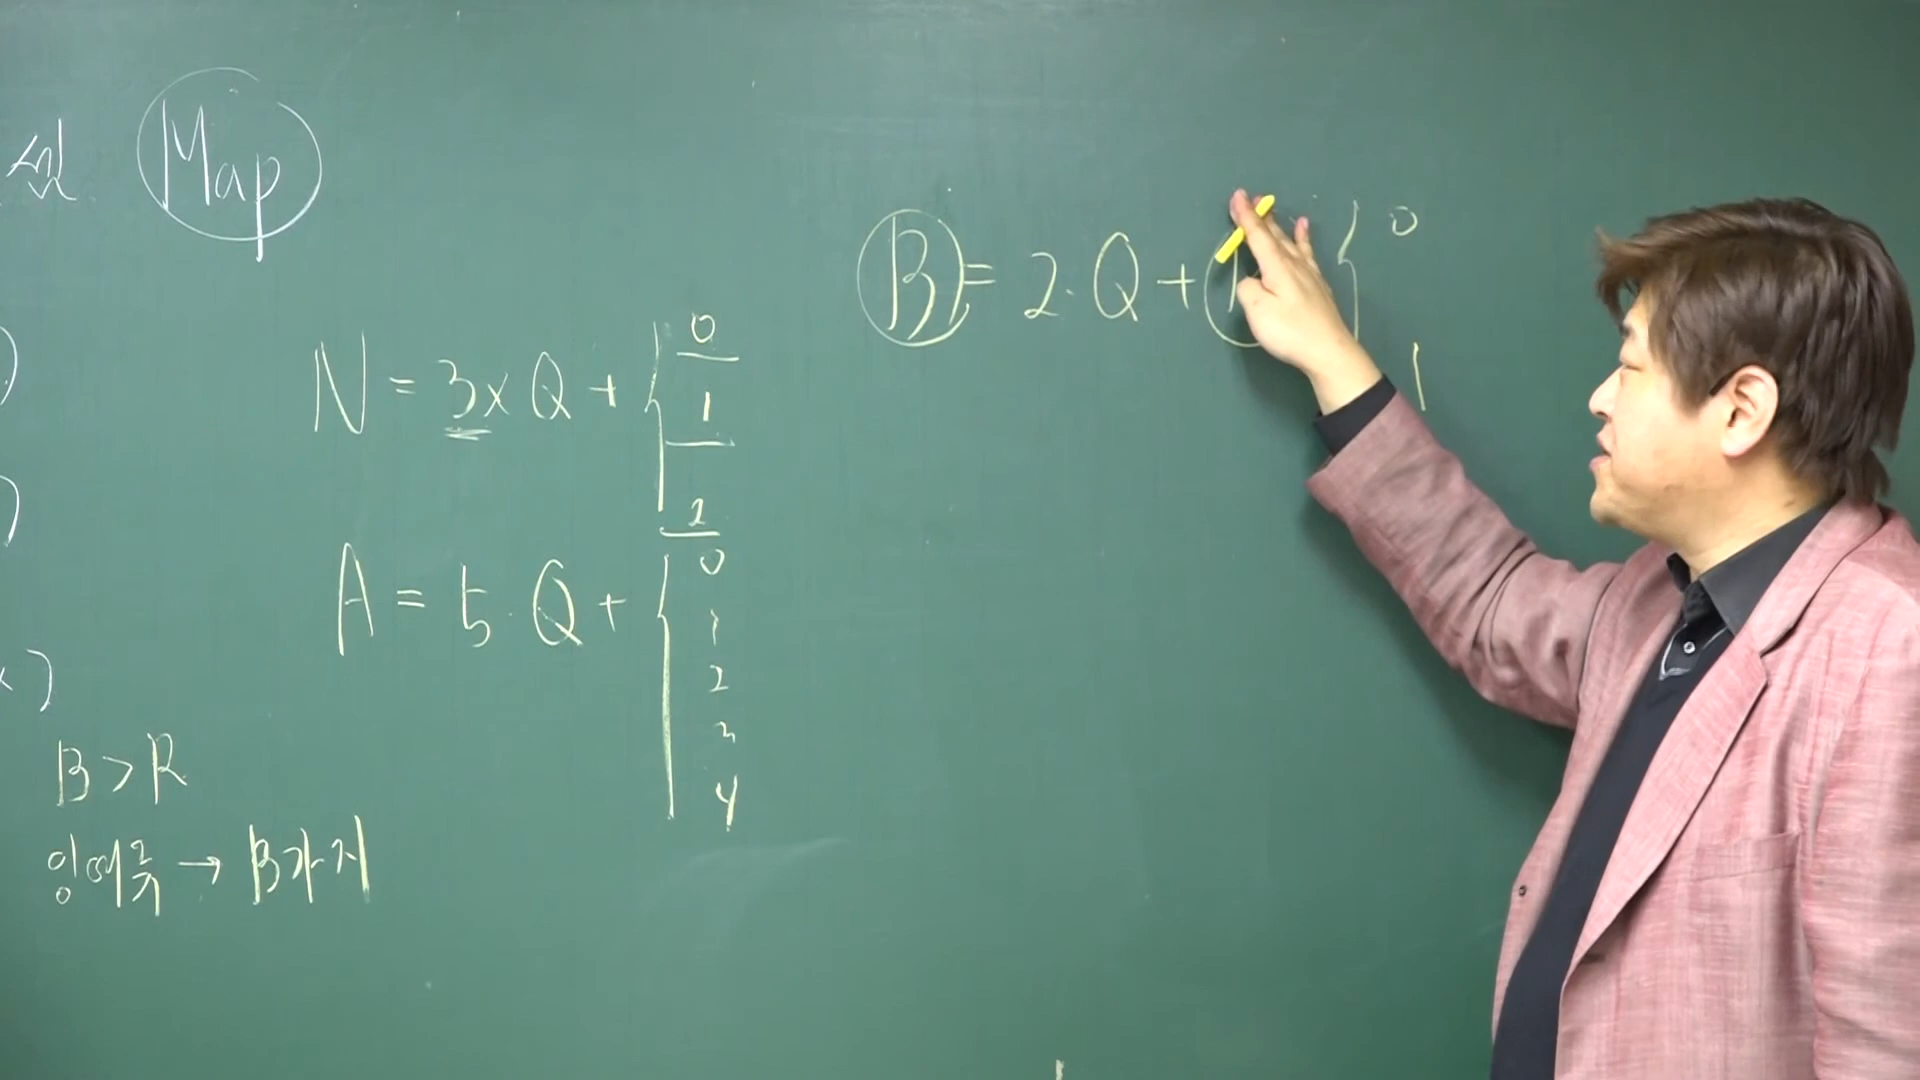 설 Map
N = 3 x Q + { 0
1
2
A = 5 · Q + { 0
1
2
3
4
B > R
잉여류 → B가지
B = 2 · Q + { 0
1